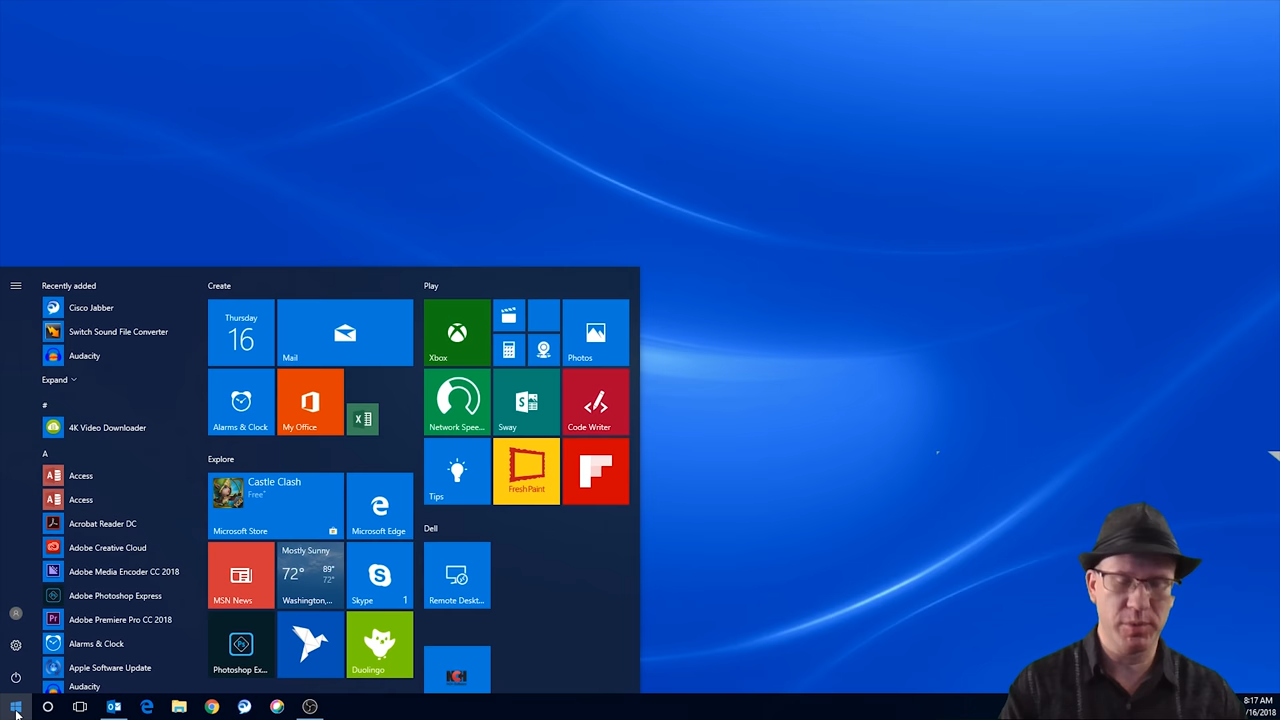 Recently added
Cisco Jabber
Switch Sound File Converter
Audacity
Expand
#
4K Video Downloader
A
Access
Access
Acrobat Reader DC
Adobe Creative Cloud
Adobe Media Encoder CC 2018
Adobe Photoshop Express
Adobe Premiere Pro CC 2018
Alarms & Clock
Apple Software Update
Audacity
Create
Thursday
16
Mail
Alarms & Clock
My Office
Explore
Castle Clash
Free*
Microsoft Store
Microsoft Edge
MSN News
Mostly Sunny
72° 89°
72°
Washington,...
Skype 1
Photoshop Ex...
Duolingo
Play
Xbox
Photos
Network Spee...
Sway
Code Writer
Tips
FreshPaint
Dell
Remote Deskt...
NCH
8:17 AM
/16/2018